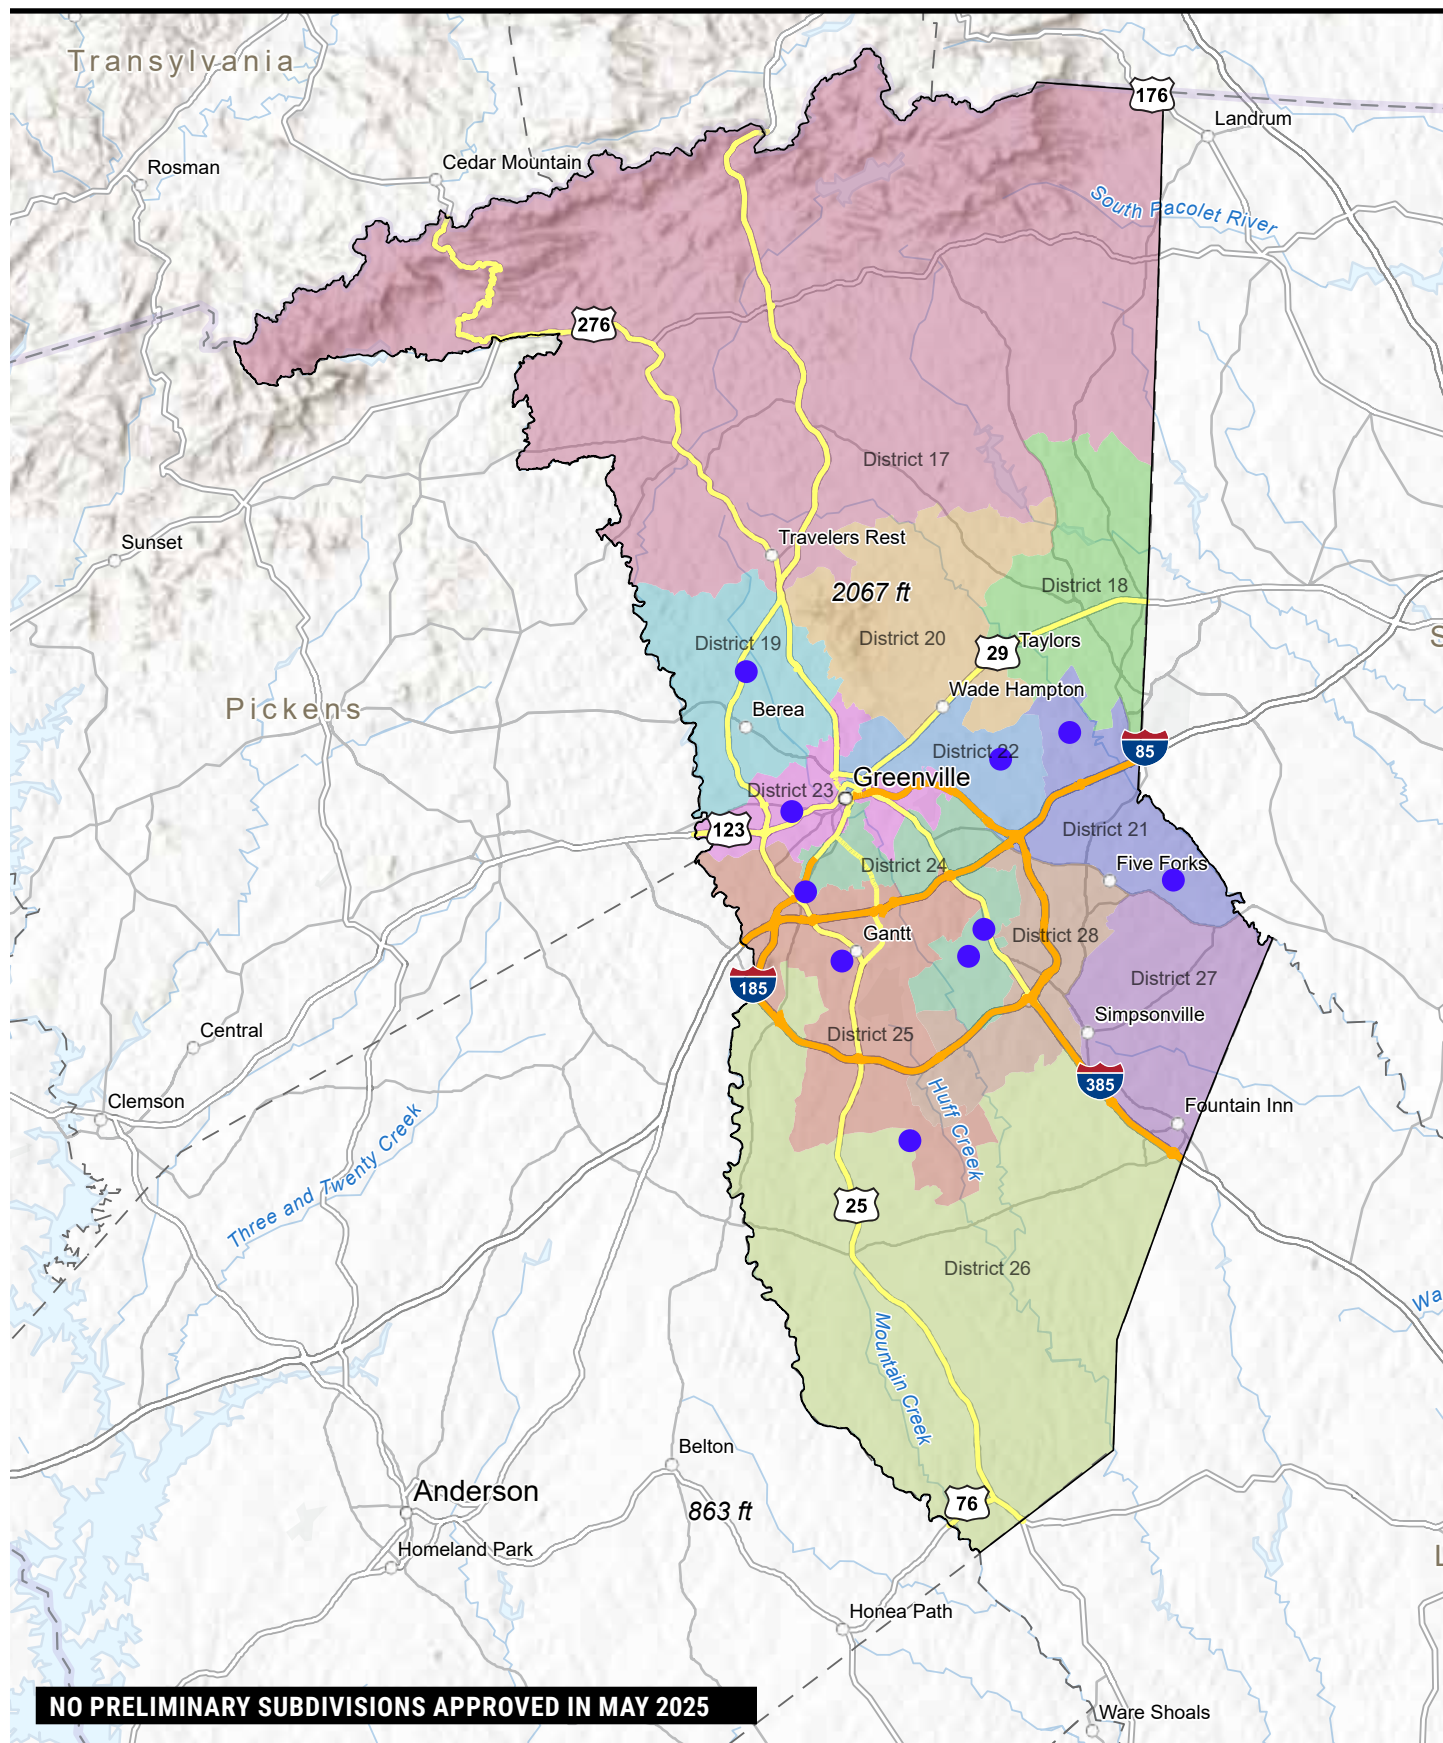 Transylvania
176
Landrum
Cedar Mountain
Rosman
South Pacolet River
276
District 17
Travelers Rest
Sunset
District 18
2067 ft
District 20
Taylors
District 19
29
Wade Hampton
Pickens
Berea
District 22
85
Greenville
District 23
123
District 21
District 24
Five Forks
Gantt
District 28
District 27
185
Simpsonville
Central
District 25
385
Huff Creek
Clemson
Fountain Inn
Three and Twenty Creek
25
District 26
Mountain Creek
Belton
Anderson
76
863 ft
Homeland Park
Honea Path
NO PRELIMINARY SUBDIVISIONS APPROVED IN MAY 2025
Ware Shoals